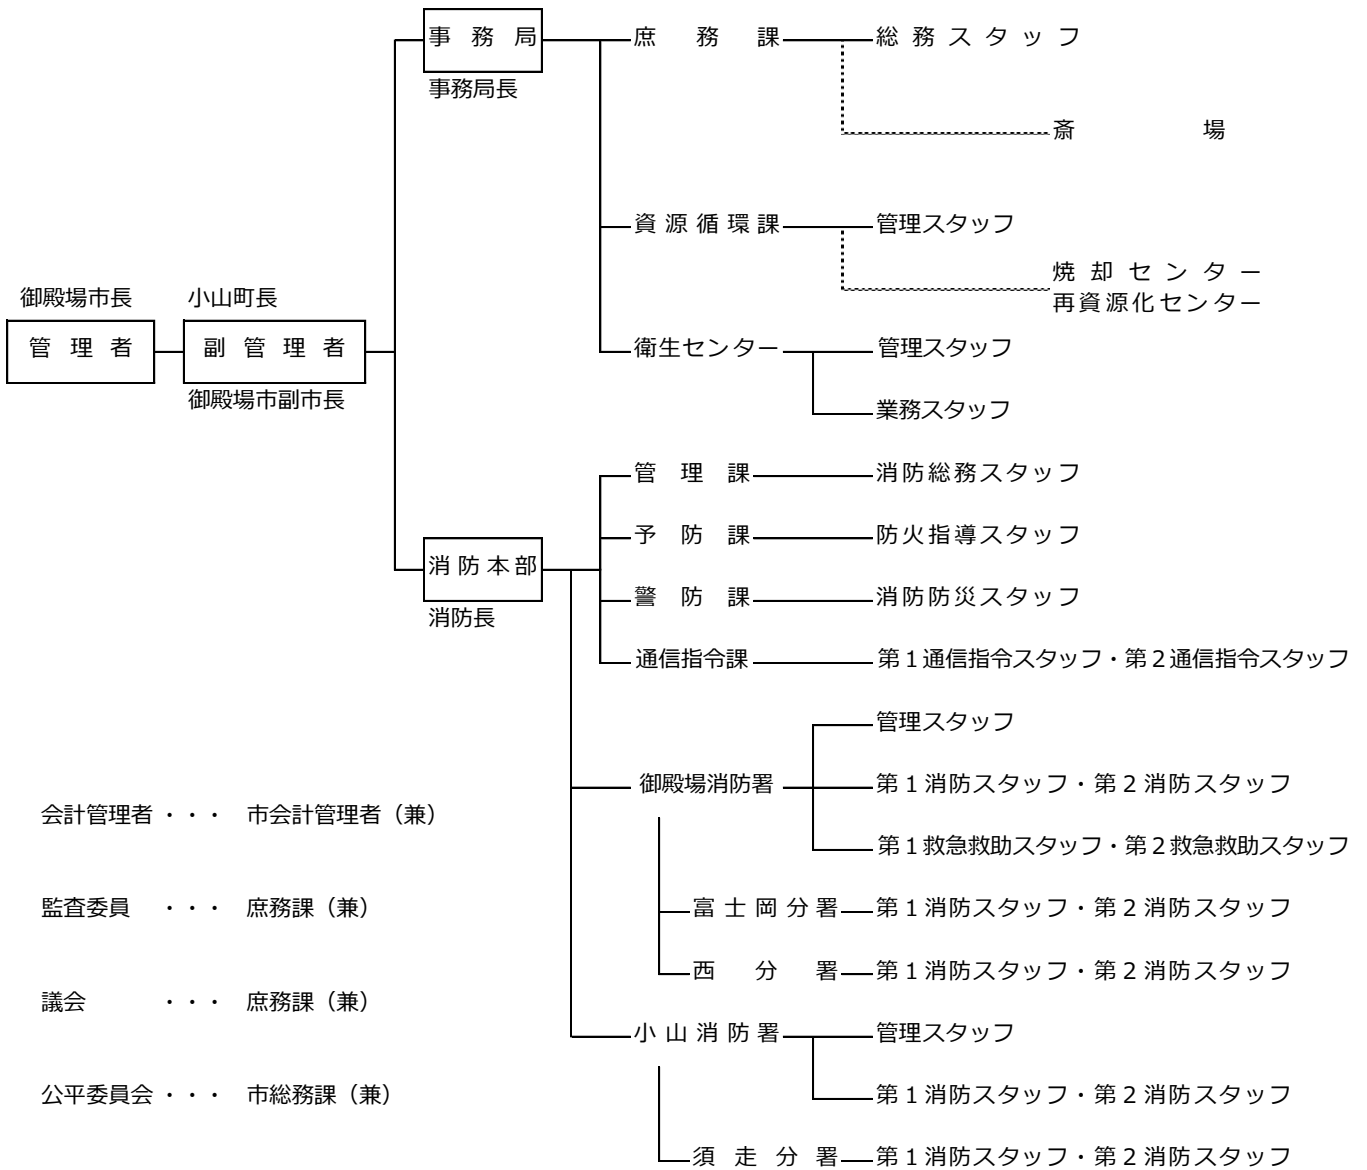 事務局 庶務課 総務スタッフ
事務局長
斎場
資源循環課 管理スタッフ
焼却センター
再資源化センター
御殿場市長 小山町長
管理者 副管理者 衛生センター 管理スタッフ
御殿場市副市長
業務スタッフ
管理課 消防総務スタッフ
予防課 防火指導スタッフ
消防本部
警防課 消防防災スタッフ
消防長
通信指令課 第1通信指令スタッフ・第2通信指令スタッフ
管理スタッフ
御殿場消防署 第1消防スタッフ・第2消防スタッフ
会計管理者・・・ 市会計管理者（兼）
第1救急救助スタッフ・第2救急救助スタッフ
監査委員 ・・・ 庶務課（兼）
富士岡分署 第1消防スタッフ・第2消防スタッフ
西分署 第1消防スタッフ・第2消防スタッフ
議会 ・・・ 庶務課（兼）
小山消防署 管理スタッフ
公平委員会・・・ 市総務課（兼）
第1消防スタッフ・第2消防スタッフ
須走分署 第1消防スタッフ・第2消防スタッフ